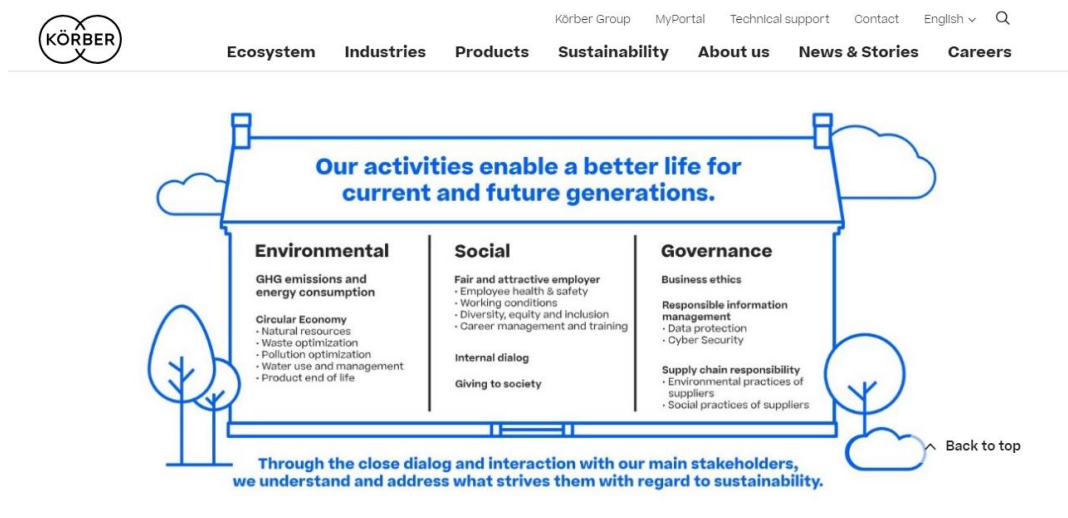 KÖRBER
Körber Group MyPortal Technical support Contact English
Ecosystem Industries Products Sustainability About us News & Stories Careers
Our activities enable a better life for
current and future generations.
Environmental
GHG emissions and
energy consumption
Circular Economy
· Natural resources
· Waste optimization
· Pollution optimization
· Water use and management
· Product end of life
Social
Fair and attractive employer
· Employee health & safety
· Working conditions
· Diversity, equity and inclusion
· Career management and training
Internal dialog
Giving to society
Governance
Business ethics
Responsible information
management
· Data protection
· Cyber Security
Supply chain responsibility
· Environmental practices of
suppliers
· Social practices of suppliers
Back to top
Through the close dialog and interaction with our main stakeholders,
we understand and address what strives them with regard to sustainability.